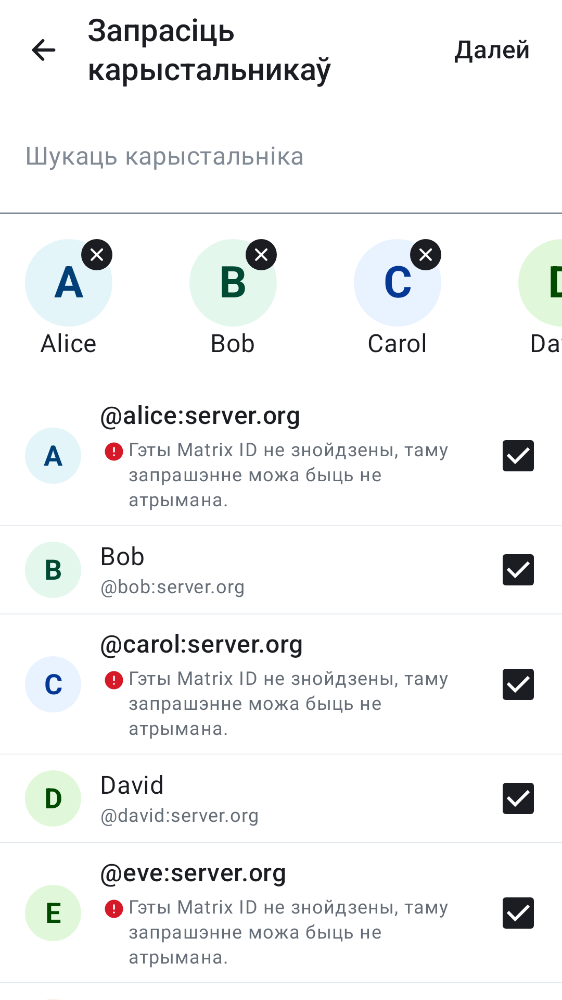 Запрасіць
карыстальникаў
Далей
Шукаць карыстальніка
A
B
C
D
Alice
Bob
Carol
Da
@alice:server.org
A
Гэты Matrix ID не знойдзены, таму
запрашэнне можа быць не
атрымана.
B
Bob
@bob:server.org
@carol:server.org
C
Гэты Matrix ID не знойдзены, таму
запрашэнне можа быць не
атрымана.
D
David
@david:server.org
@eve:server.org
E
Гэты Matrix ID не знойдзены, таму
запрашэнне можа быць не
атрымана.